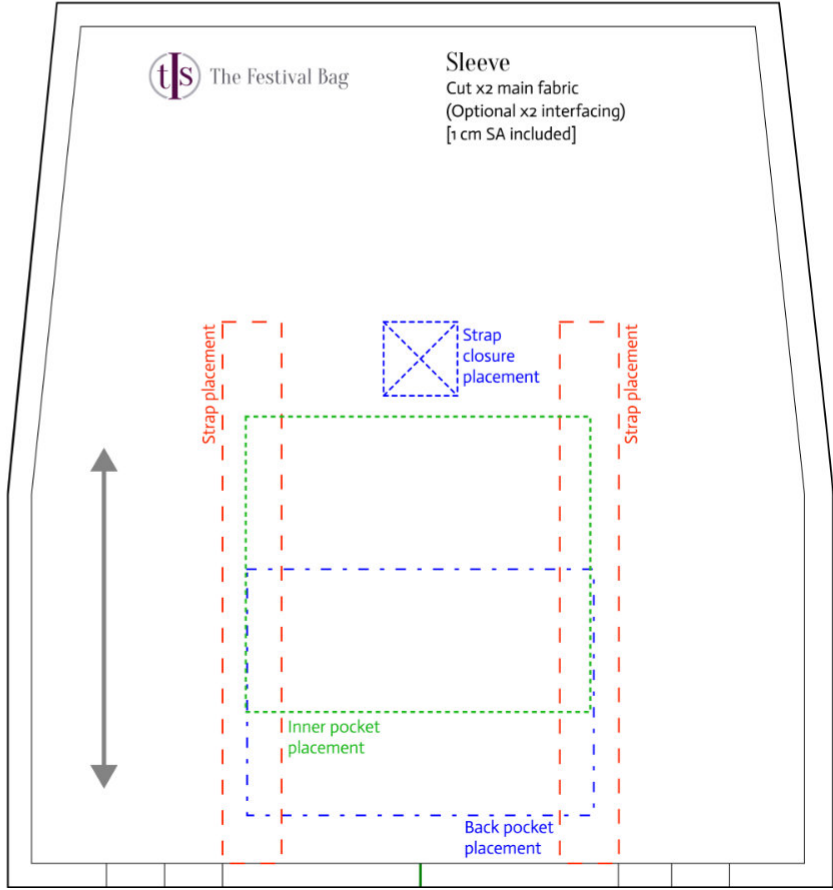 tIs The Festival Bag
Sleeve
Cut x2 main fabric
(Optional x2 interfacing)
[1 cm SA included]
Strap placement
Strap
closure
placement
Strap placement
Inner pocket
placement
Back pocket
placement